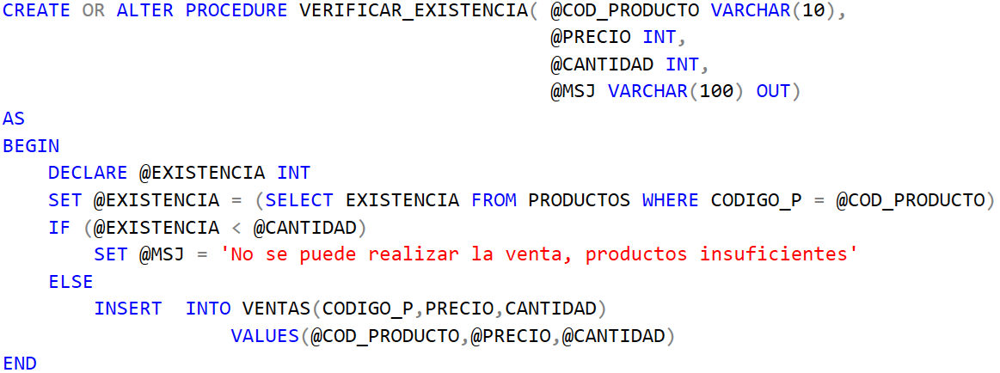 CREATE OR ALTER PROCEDURE VERIFICAR_EXISTENCIA( @COD_PRODUCTO VARCHAR(10),
@PRECIO INT,
@CANTIDAD INT,
@MSJ VARCHAR(100) OUT)
AS
BEGIN
DECLARE @EXISTENCIA INT
SET @EXISTENCIA = (SELECT EXISTENCIA FROM PRODUCTOS WHERE CODIGO_P = @COD_PRODUCTO)
IF (@EXISTENCIA < @CANTIDAD)
SET @MSJ = 'No se puede realizar la venta, productos insuficientes'
ELSE
INSERT  INTO VENTAS(CODIGO_P,PRECIO,CANTIDAD)
VALUES(@COD_PRODUCTO,@PRECIO,@CANTIDAD)
END